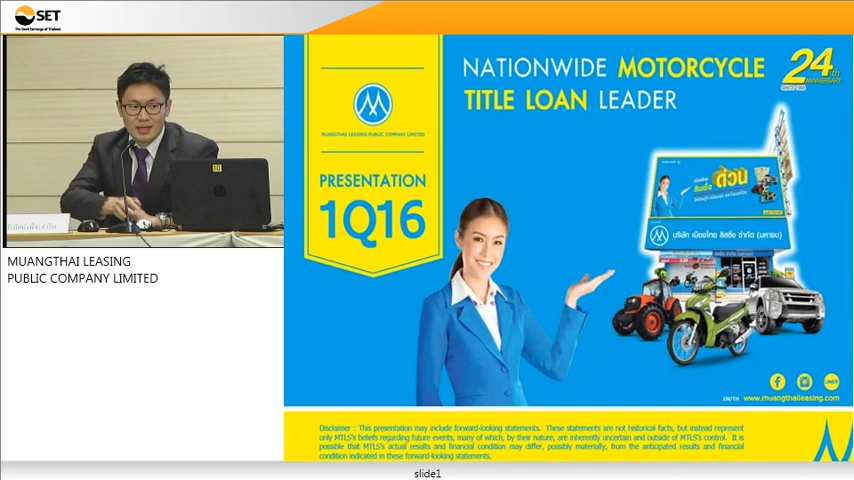 SET
The Stock Exchange of Thailand
MUANGTHAI LEASING
PUBLIC COMPANY LIMITED
MUANGTHAI LEASING PUBLIC COMPANY LIMITED
PRESENTATION
1Q16
NATIONWIDE MOTORCYCLE
TITLE LOAN LEADER
24th
ANNIVERSARY
SINCE 1992
ด่วน
บริษัท เมืองไทย ลิสซิ่ง จำกัด (มหาชน)
LINE@
EN/TH www.muangthaileasing.com
Disclaimer : This presentation may include forward-looking statements. These statements are not historical facts, but instead represent
only MTLS's beliefs regarding future events, many of which, by their nature, are inherently uncertain and outside of MTLS's control. It is
possible that MTLS's actual results and financial condition may differ, possibly materially, from the anticipated results and financial
condition indicated in these forward-looking statements.
slide1